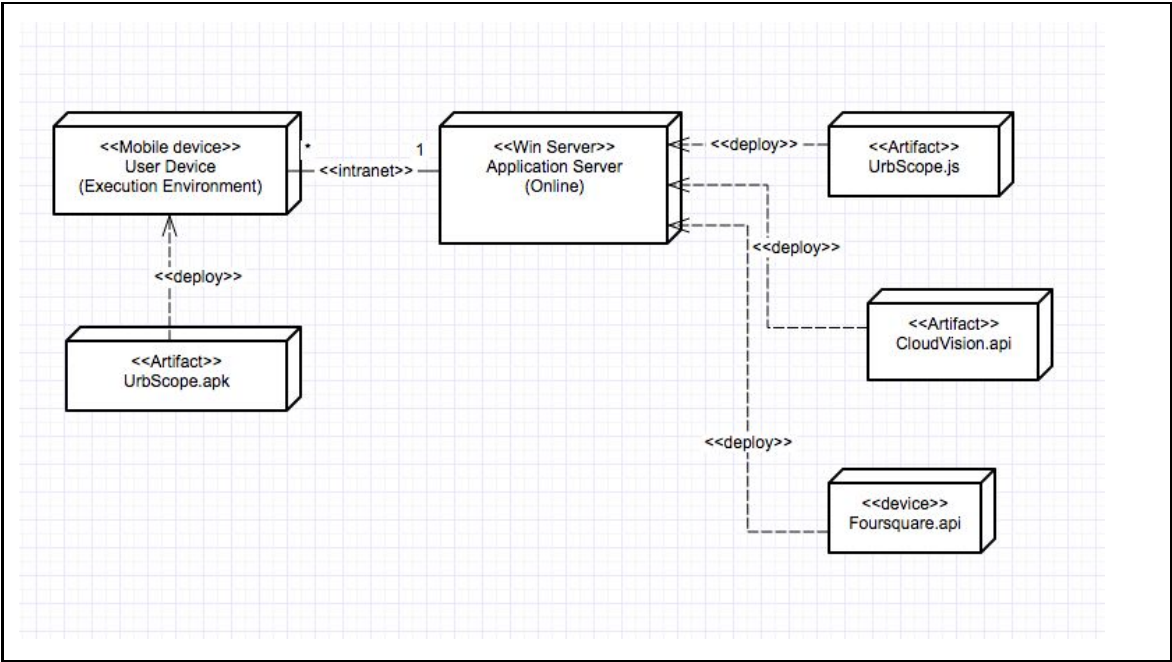 <<Mobile device>>
User Device
(Execution Environment)
*
<<intranet>>
1
<<Win Server>>
Application Server
(Online)
<<deploy>>
<<Artifact>>
UrbScope.js
<<deploy>>
<<deploy>>
<<Artifact>>
UrbScope.apk
<<Artifact>>
CloudVision.api
<<deploy>>
<<device>>
Foursquare.api